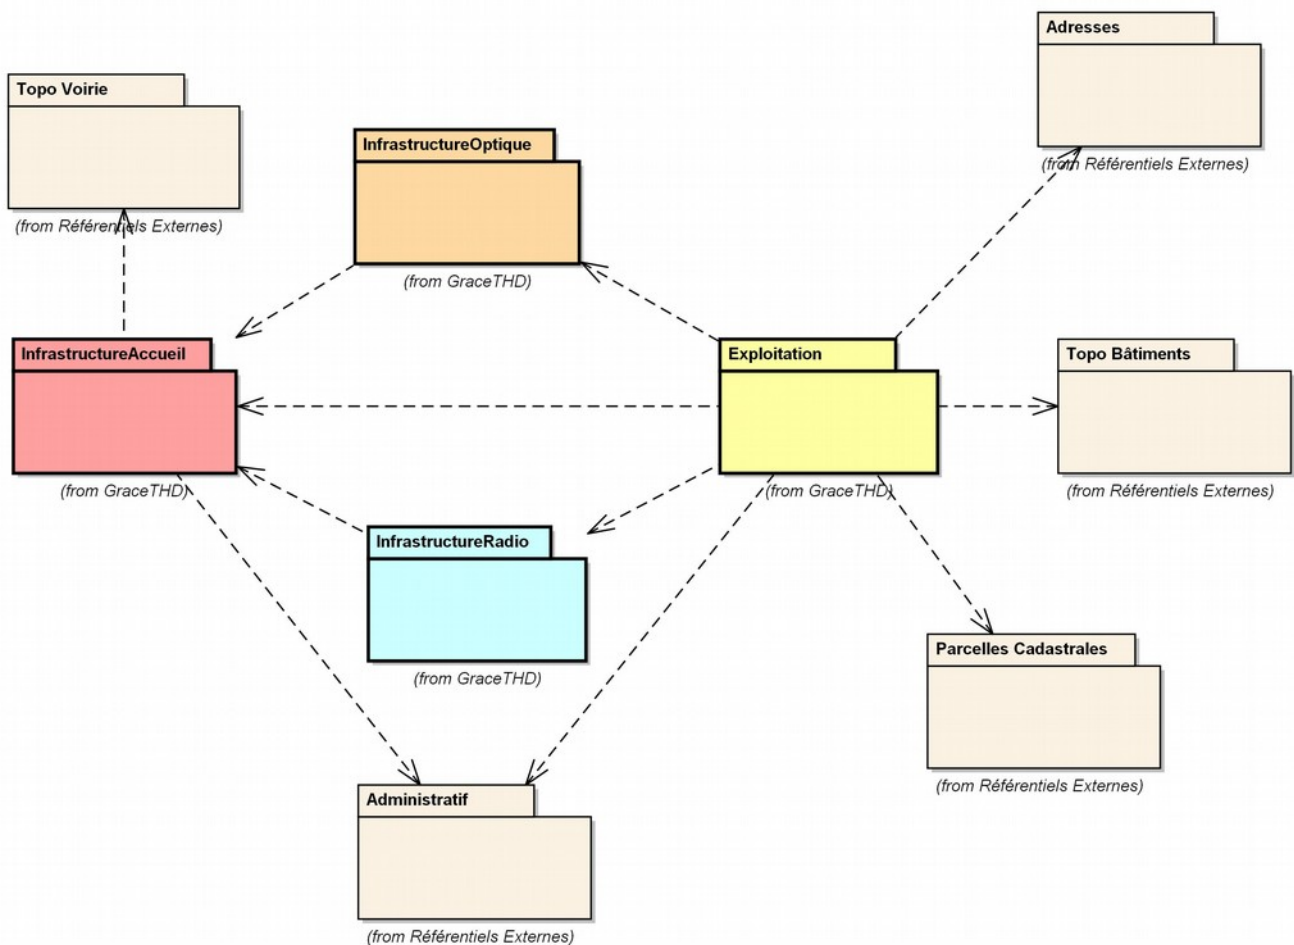 Adresses
(from Référentiels Externes)
Topo Voirie
(from Référentiels Externes)
InfrastructureOptique
(from GraceTHD)
InfrastructureAccueil
(from GraceTHD)
Exploitation
(from GraceTHD)
Topo Bâtiments
(from Référentiels Externes)
InfrastructureRadio
(from GraceTHD)
Parcelles Cadastrales
(from Référentiels Externes)
Administratif
(from Référentiels Externes)